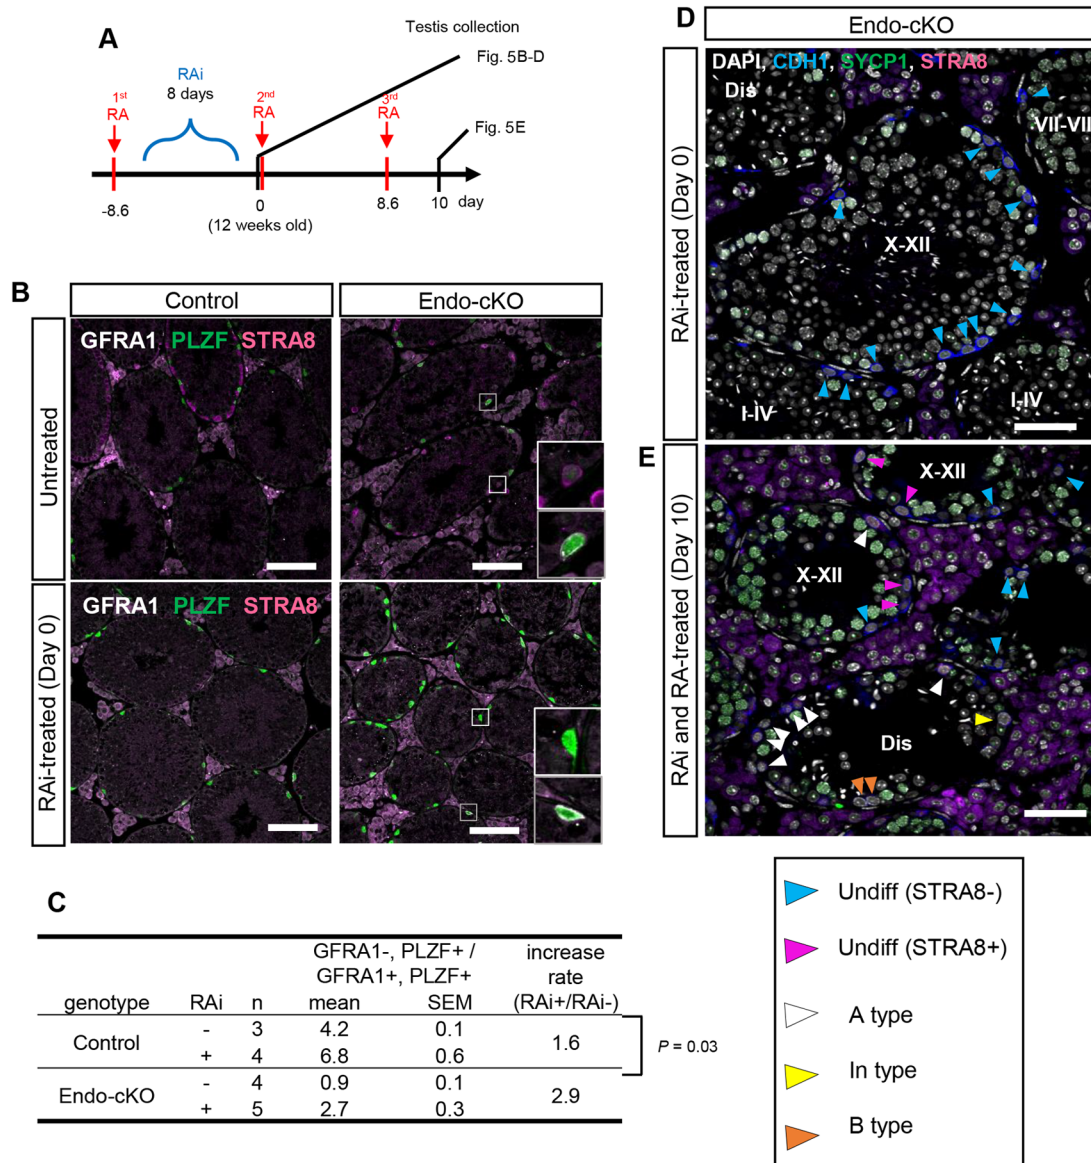 A
Testis collection
Fig. 5B-D
RAi
8 days
1st
RA
2nd
RA
3rd
RA
Fig. 5E
-8.6
0
8.6
10
day
(12 weeks old)
B
Control
Endo-cKO
Untreated
GFRA1 PLZF STRA8
RAi-treated (Day 0)
GFRA1 PLZF STRA8
C
GFRA1-, PLZF+ /
GFRA1+, PLZF+
increase
rate
(RAi+/RAi-)
genotype RAi n mean SEM
Control
- 3 4.2 0.1
+ 4 6.8 0.6
1.6
Endo-cKO
- 4 0.9 0.1
+ 5 2.7 0.3
2.9
P = 0.03
D
Endo-cKO
RAi-treated (Day 0)
DAPI, CDH1, SYCP1, STRA8
Dis
VII-VII
X-XII
I-IV
I-IV
E
RAi and RA-treated (Day 10)
X-XII
X-XII
Dis
Undiff (STRA8-)
Undiff (STRA8+)
A type
In type
B type